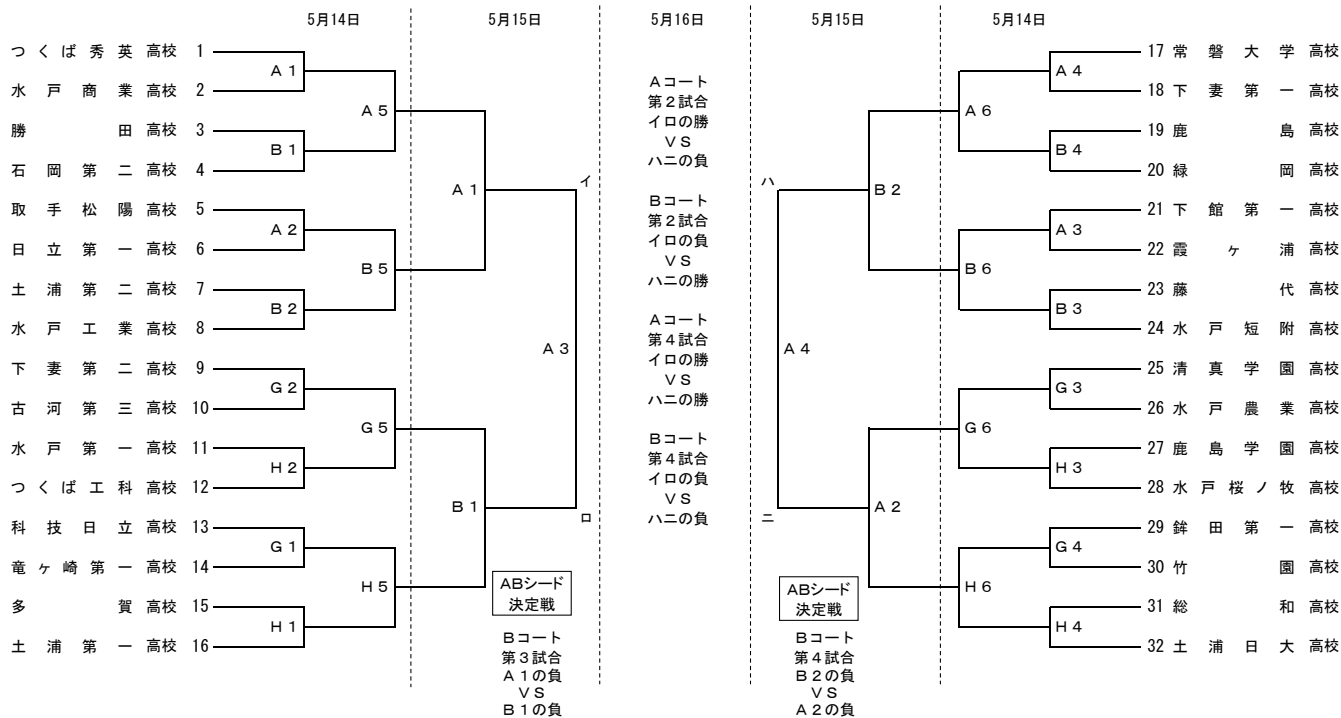 5月14日 5月15日 5月16日 5月15日 5月14日
つくば秀英 高校 1
水戸商業 高校 2
勝田 高校 3
石岡第二 高校 4
取手松陽 高校 5
日立第一 高校 6
土浦第二 高校 7
水戸工業 高校 8
下妻第二 高校 9
古河第三 高校 10
水戸第一 高校 11
つくば工科 高校 12
科技日立 高校 13
竜ヶ崎第一 高校 14
多賀 高校 15
土浦第一 高校 16
A1
B1
A2
B2
G2
H2
G1
H1
A5
B5
G5
H5
A1
B1
イ
A3
ロ
ABシード
決定戦
Bコート
第3試合
A1の負
VS
B1の負
Aコート
第2試合
イロの勝
VS
ハニの負
Bコート
第2試合
イロの負
VS
ハニの勝
Aコート
第4試合
イロの勝
VS
ハニの勝
Bコート
第4試合
イロの負
VS
ハニの負
ハ
A4
ニ
B2
A2
ABシード
決定戦
Bコート
第4試合
B2の負
VS
A2の負
A6
B6
G6
H6
A4
B4
A3
B3
G3
H3
G4
H4
17 常磐大学 高校
18 下妻第一 高校
19 鹿島 高校
20 緑岡 高校
21 下館第一 高校
22 霞ヶ浦 高校
23 藤代 高校
24 水戸短附 高校
25 清真学園 高校
26 水戸農業 高校
27 鹿島学園 高校
28 水戸桜ノ牧 高校
29 鉾田第一 高校
30 竹園 高校
31 総和 高校
32 土浦日大 高校